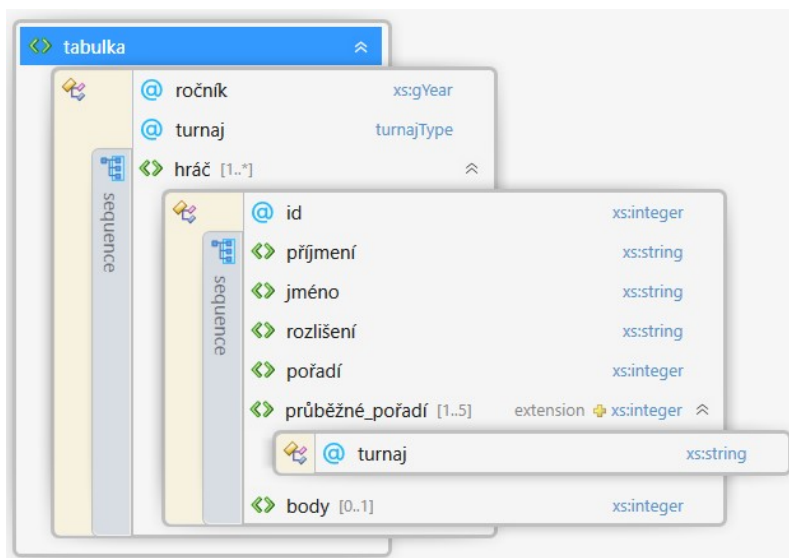 tabulka
@ ročník xs:gYear
@ turnaj turnajType
hráč [1..*]
sequence
@ id xs:integer
příjmení xs:string
sequence
jméno xs:string
rozlišení xs:string
pořadí xs:integer
průběžné_pořadí [1..5] extension xs:integer
@ turnaj xs:string
body [0..1] xs:integer